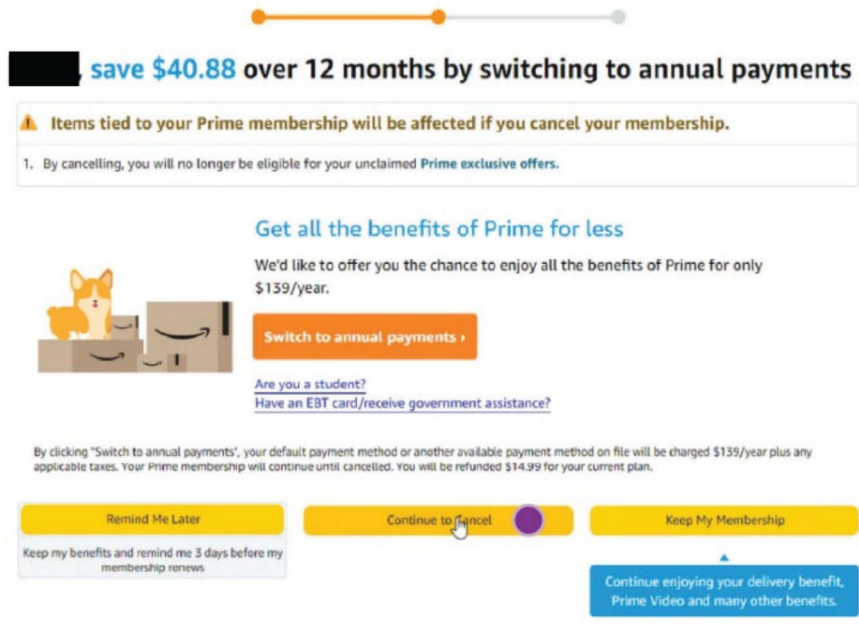 , save $40.88 over 12 months by switching to annual payments
Items tied to your Prime membership will be affected if you cancel your membership.
1. By cancelling, you will no longer be eligible for your unclaimed Prime exclusive offers.
Get all the benefits of Prime for less
We'd like to offer you the chance to enjoy all the benefits of Prime for only
$139/year.
Switch to annual payments ›
Are you a student?
Have an EBT card/receive government assistance?
By clicking "Switch to annual payments", your default payment method or another available payment method on file will be charged $139/year plus any
applicable taxes. Your Prime membership will continue until cancelled. You will be refunded $14.99 for your current plan.
Remind Me Later
Keep my benefits and remind me 3 days before my
membership renews
Continue to Cancel
Keep My Membership
Continue enjoying your delivery benefit,
Prime Video and many other benefits.